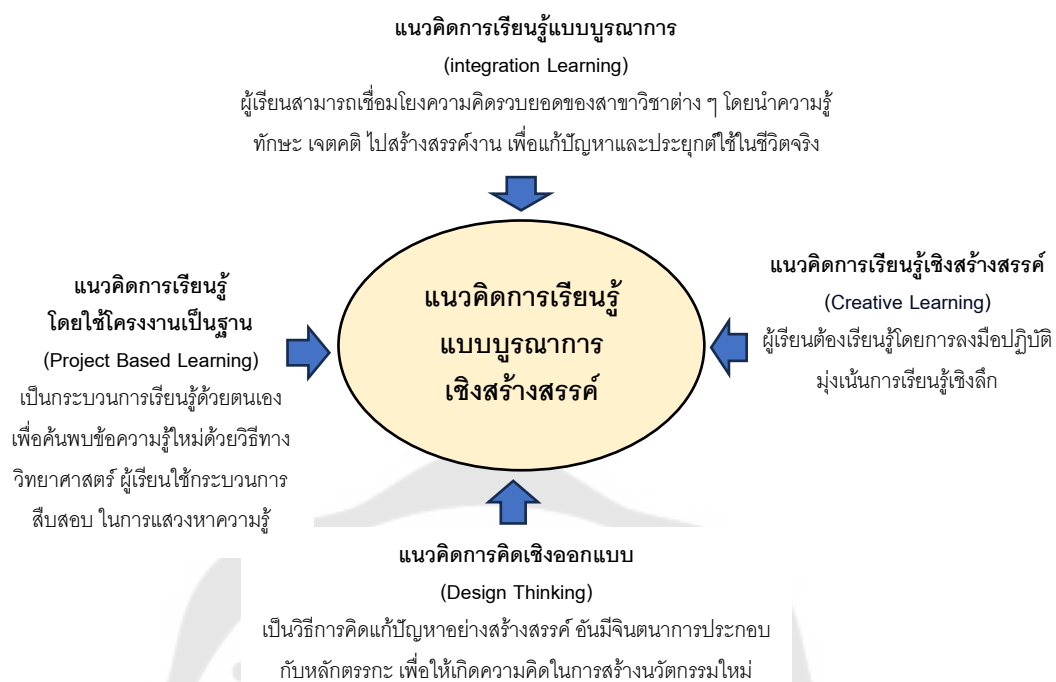 แนวคิดการเรียนรู้แบบบูรณาการ
(integration Learning)
ผู้เรียนสามารถเชื่อมโยงความคิดรวบยอดของสาขาวิชาต่าง ๆ โดยนำความรู้
ทักษะ เจตคติ ไปสร้างสรรค์งาน เพื่อแก้ปัญหาและประยุกต์ใช้ในชีวิตจริง
แนวคิดการเรียนรู้
โดยใช้โครงงานเป็นฐาน
(Project Based Learning)
เป็นกระบวนการเรียนรู้ด้วยตนเอง
เพื่อค้นพบข้อความรู้ใหม่ด้วยวิธีทาง
วิทยาศาสตร์ ผู้เรียนใช้กระบวนการ
สืบสอบ ในการแสวงหาความรู้
แนวคิดการเรียนรู้
แบบบูรณาการ
เชิงสร้างสรรค์
แนวคิดการเรียนรู้เชิงสร้างสรรค์
(Creative Learning)
ผู้เรียนต้องเรียนรู้โดยการลงมือปฏิบัติ
มุ่งเน้นการเรียนรู้เชิงลึก
แนวคิดการคิดเชิงออกแบบ
(Design Thinking)
เป็นวิธีการคิดแก้ปัญหาอย่างสร้างสรรค์ อันมีจินตนาการประกอบ
กับหลักตรรกะ เพื่อให้เกิดความคิดในการสร้างนวัตกรรมใหม่